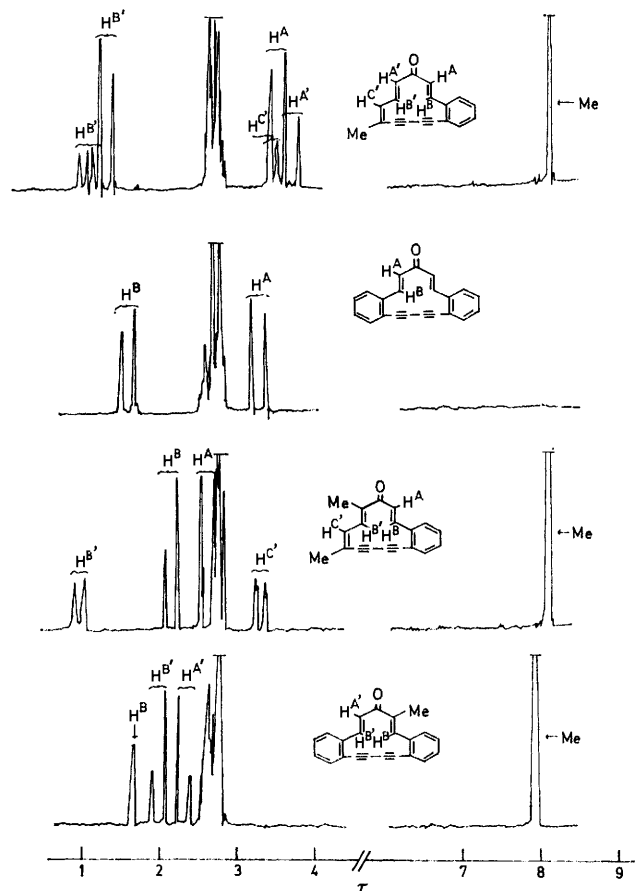 H^B'
H^B'
H^A
H^C'
H^A'
O
H^A'
H^A
H^C'
H^B'
H^B
Me
← Me
H^B
H^A
O
H^A
H^B
H^B'
H^B
H^A
H^C'
O
Me
H^A
H^C'
H^B'
H^B
Me
← Me
H^B
H^B'
H^A'
O
H^A'
Me
H^B'
H^B
← Me
1 2 3 4 7 8 9
τ